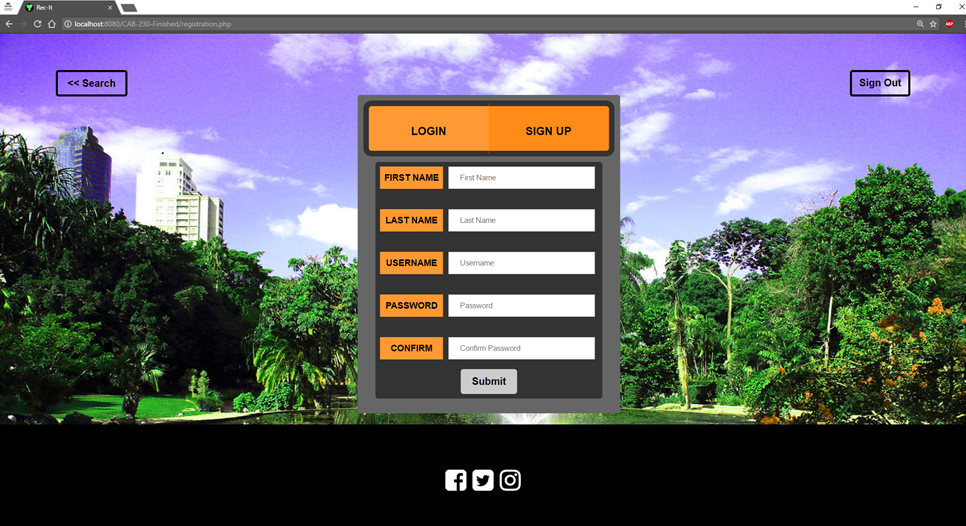 Rec-It
localhost:8080/CAB-230-Finished/registration.php
ABP
<< Search
Sign Out
LOGIN
SIGN UP
FIRST NAME
First Name
LAST NAME
Last Name
USERNAME
Username
PASSWORD
Password
CONFIRM
Confirm Password
Submit